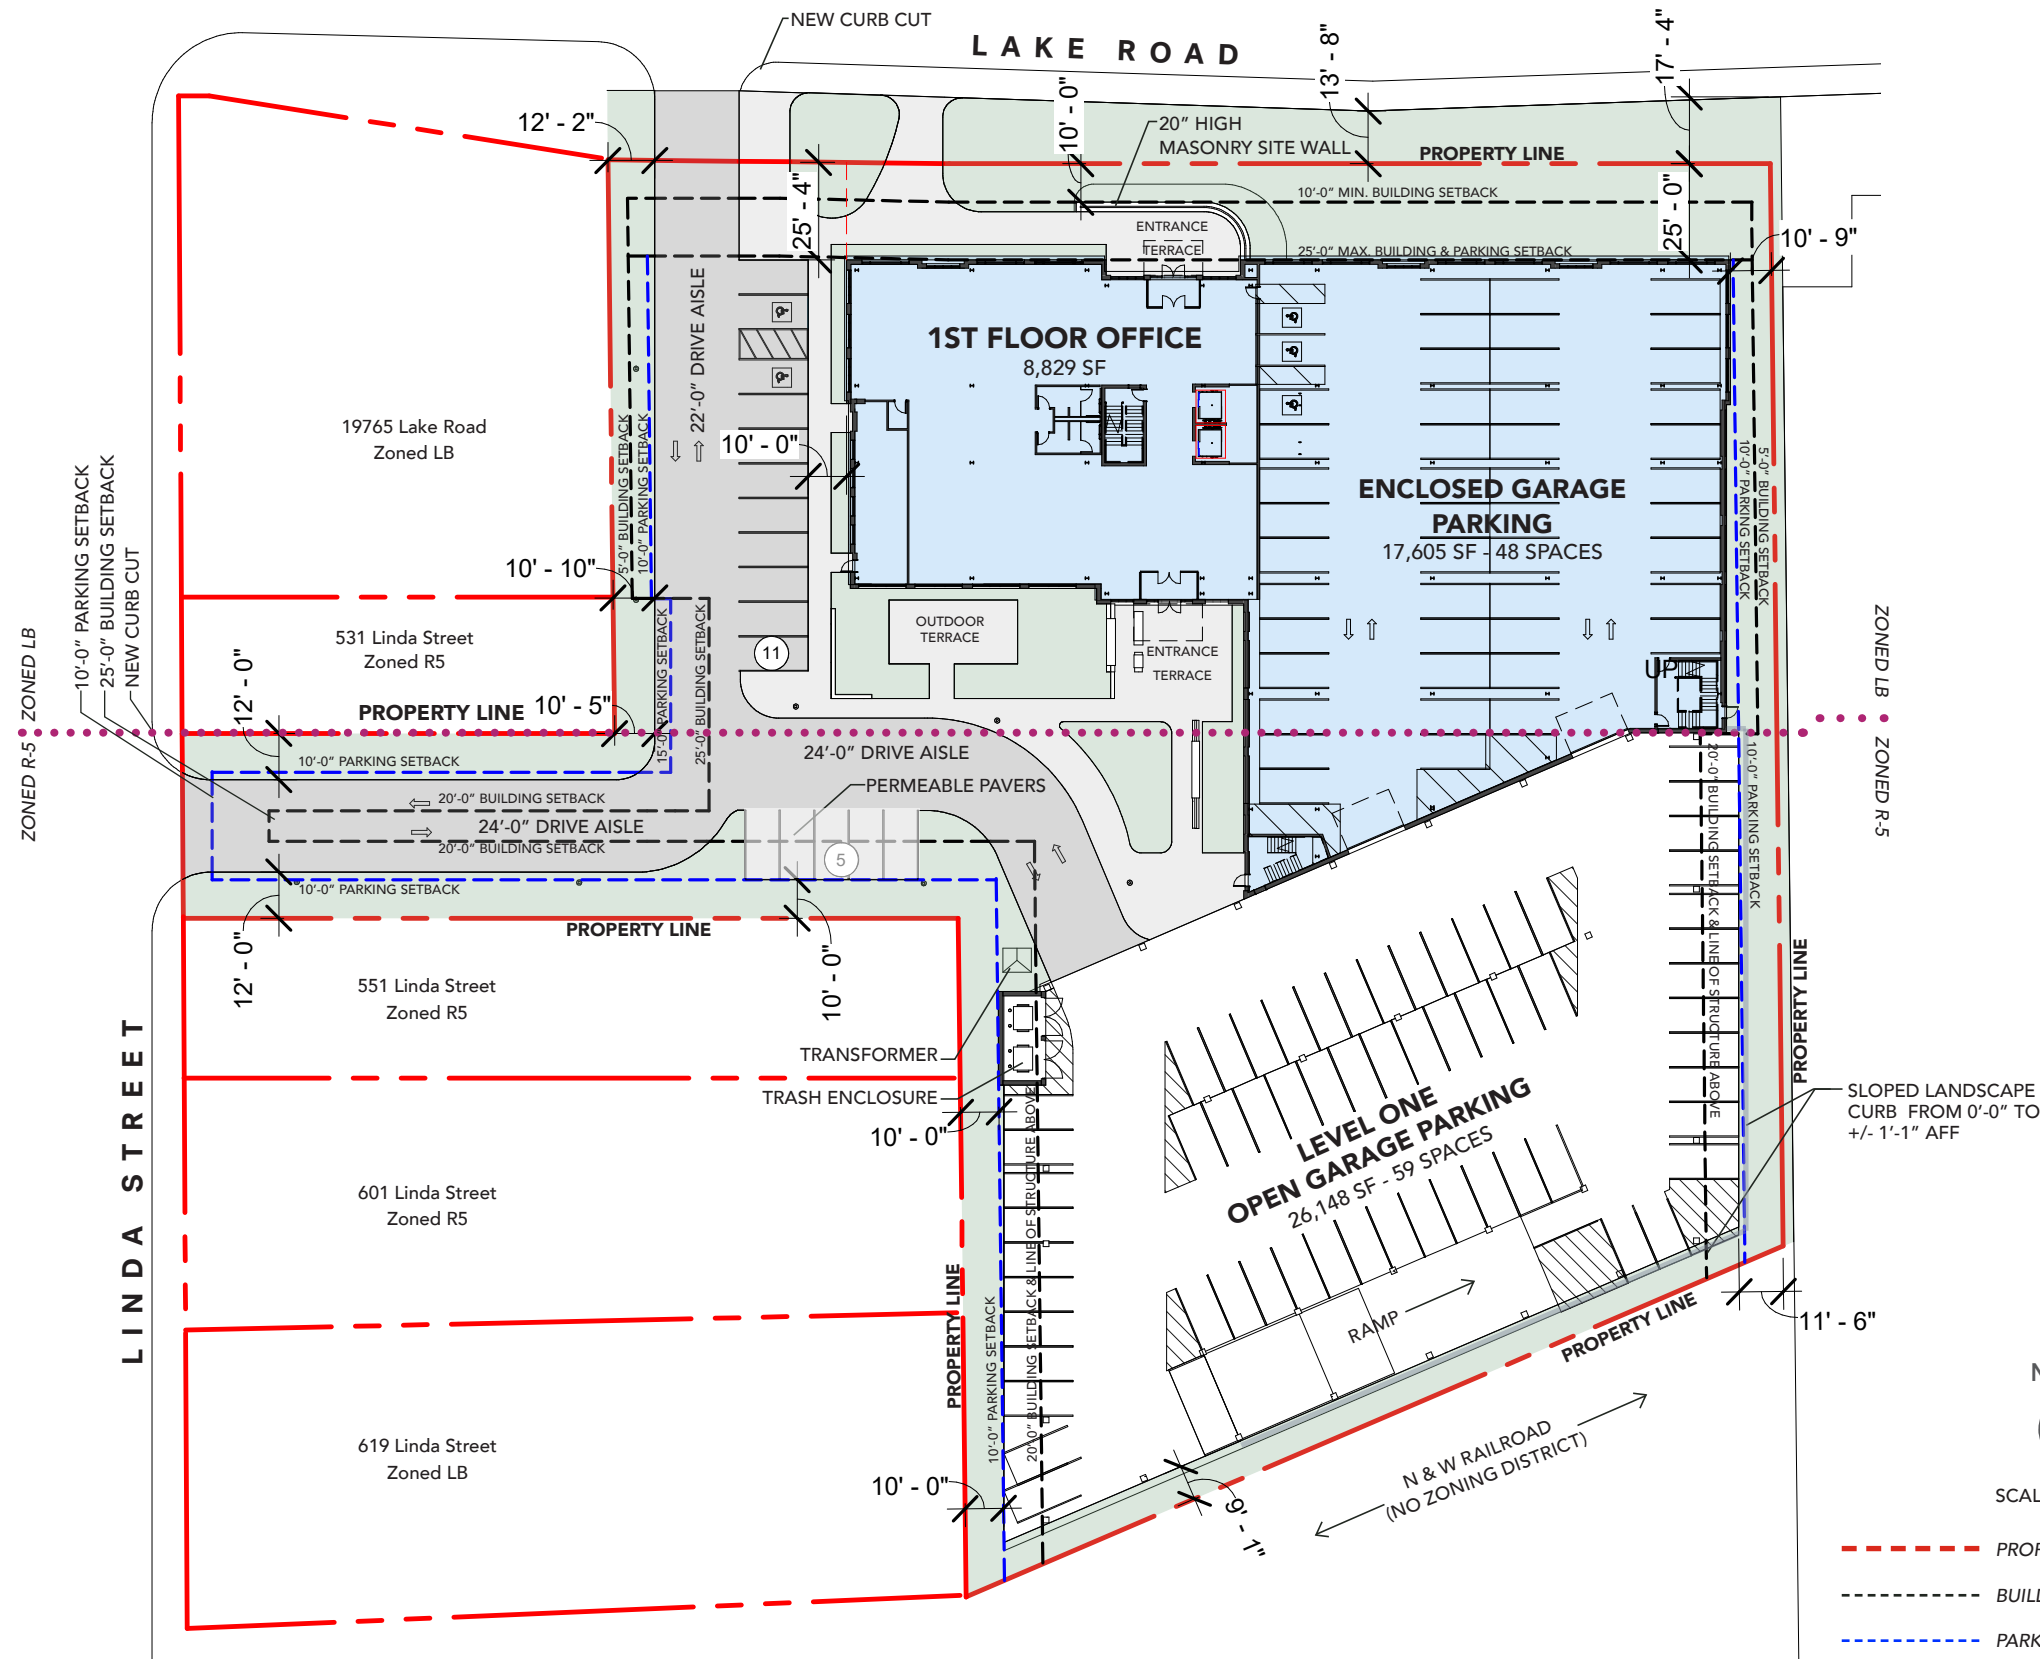 NEW CURB CUT
LAKE ROAD
13' - 8"
17' - 4"
12' - 2"
10' - 0"
20" HIGH
MASONRY SITE WALL
PROPERTY LINE
25' - 4"
10'-0" MIN. BUILDING SETBACK
25' - 0"
ENTRANCE
TERRACE
25'-0" MAX. BUILDING & PARKING SETBACK
10' - 9"
22'-0" DRIVE AISLE
1ST FLOOR OFFICE
8,829 SF
19765 Lake Road
Zoned LB
5'-0" BUILDING SETBACK
10'-0" PARKING SETBACK
10' - 0"
ENCLOSED GARAGE
PARKING
17,605 SF - 48 SPACES
5'-0" BUILDING SETBACK
10'-0" PARKING SETBACK
10'-0" PARKING SETBACK
25'-0" BUILDING SETBACK
NEW CURB CUT
10' - 10"
531 Linda Street
Zoned R5
OUTDOOR
TERRACE
ENTRANCE
TERRACE
11
UP
15'-0" PARKING SETBACK
25'-0" BUILDING SETBACK
ZONED LB
ZONED R-5
12' - 0"
PROPERTY LINE
10' - 5"
ZONED LB
ZONED R-5
10'-0" PARKING SETBACK
24'-0" DRIVE AISLE
PERMEABLE PAVERS
20'-0" BUILDING SETBACK
24'-0" DRIVE AISLE
20'-0" BUILDING SETBACK
5
10'-0" PARKING SETBACK
12' - 0"
PROPERTY LINE
10' - 0"
20'-0" BUILDING SETBACK & LINE OF STRUCTURE ABOVE
10'-0" PARKING SETBACK
PROPERTY LINE
551 Linda Street
Zoned R5
LINDA STREET
TRANSFORMER
TRASH ENCLOSURE
10' - 0"
SLOPED LANDSCAPE
CURB FROM 0'-0" TO
+/- 1'-1" AFF
LEVEL ONE
OPEN GARAGE PARKING
26,148 SF - 59 SPACES
601 Linda Street
Zoned R5
PROPERTY LINE
10'-0" PARKING SETBACK
20'-0" BUILDING SETBACK & LINE OF STRUCTURE ABOVE
RAMP
PROPERTY LINE
11' - 6"
619 Linda Street
Zoned LB
10' - 0"
9' - 1"
N & W RAILROAD
(NO ZONING DISTRICT)
N
SCAL
PROP
BUILD
PARK